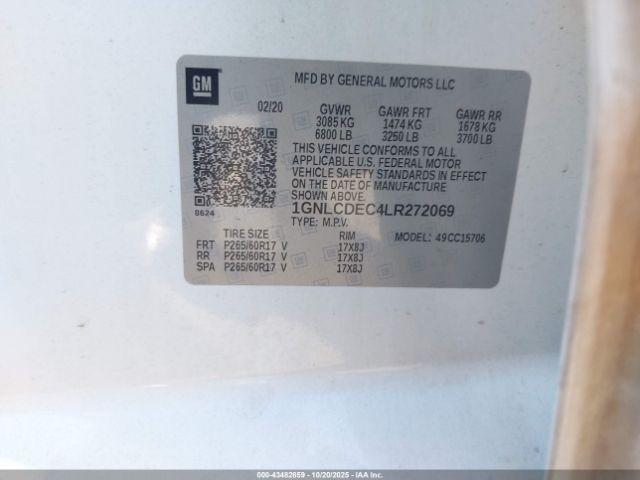 GM
MFD BY GENERAL MOTORS LLC
02/20 GVWR GAWR FRT GAWR RR
3085 KG 1474 KG 1678 KG
6800 LB 3250 LB 3700 LB
THIS VEHICLE CONFORMS TO ALL
APPLICABLE U.S. FEDERAL MOTOR
VEHICLE SAFETY STANDARDS IN
EFFECT ON THE DATE OF MANUFACTURE
SHOWN ABOVE.
8624
1GNLCDEC4LR272069
TYPE: M.P.V. MODEL: 49CC15706
TIRE SIZE RIM
FRT P265/60R17 V 17X8J
RR P265/60R17 V 17X8J
SPA P265/60R17 V 17X8J
000-43482659 - 10/20/2025 - IAA Inc.